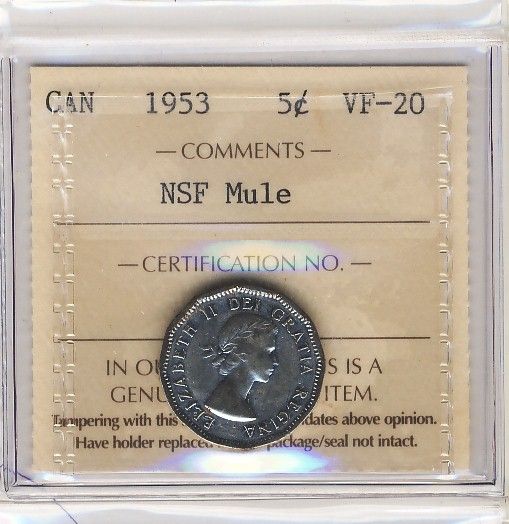 CAN 1953 5¢ VF-20
— COMMENTS —
NSF Mule
— CERTIFICATION NO. —
ELIZABETH II DEI GRATIA REGINA
IN S IS A
GENU ITEM.
Tampering with this dates above opinion.
Have holder replaced package/seal not intact.